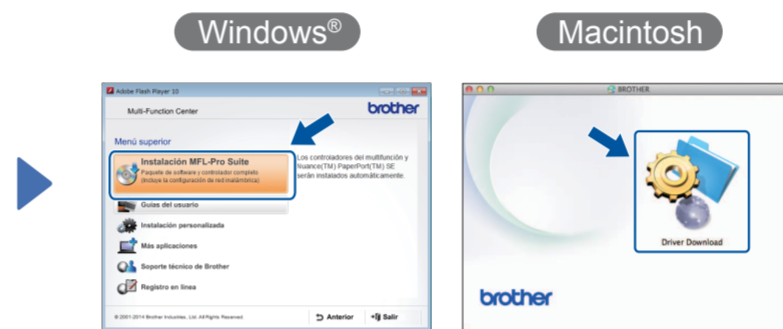 Windows®
Macintosh
Adobe Flash Player 10
Multi-Function Center
brother
Menú superior
Instalación MFL-Pro Suite
Paquete de software y controlador completo
(Incluye la configuración de red inalámbrica)
Los controladores del multifunción y
Nuance(TM) PaperPort(TM) SE
serán instalados automáticamente.
Guías del usuario
Instalación personalizada
Más aplicaciones
Soporte técnico de Brother
Registro en línea
© 2001-2014 Brother Industries, Ltd. All Rights Reserved.
Anterior
Salir
BROTHER
Driver Download
brother